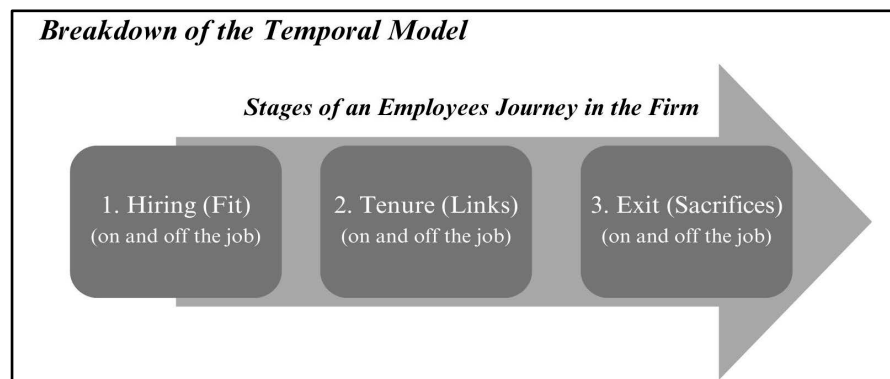 Breakdown of the Temporal Model
Stages of an Employees Journey in the Firm
1. Hiring (Fit)
(on and off the job)
2. Tenure (Links)
(on and off the job)
3. Exit (Sacrifices)
(on and off the job)